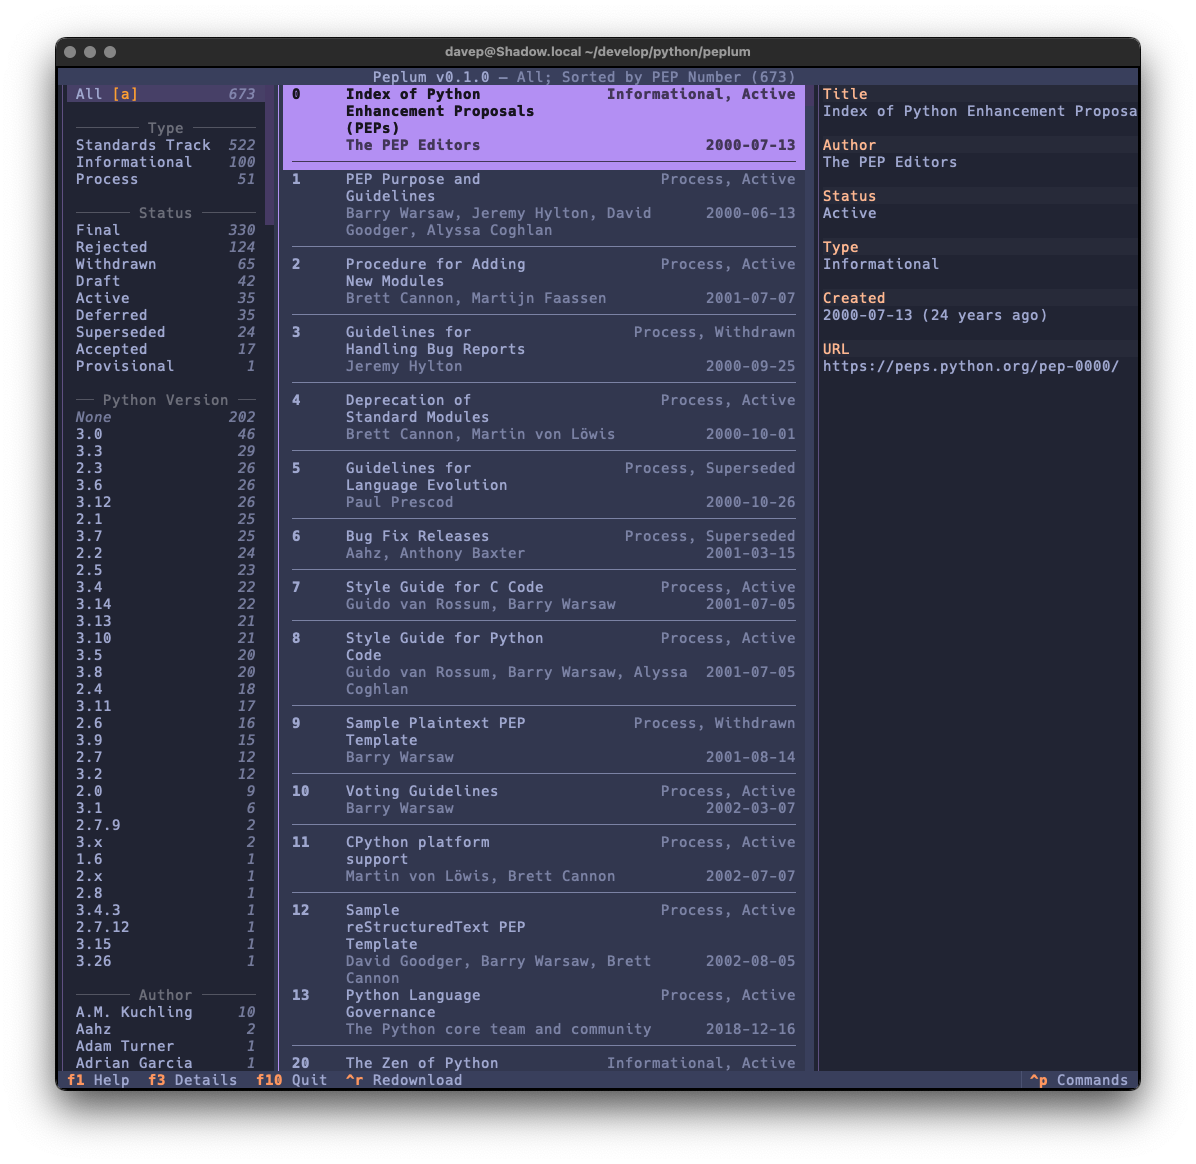 davep@Shadow.local ~/develop/python/peplum
Peplum v0.1.0 — All; Sorted by PEP Number (673)
All [a] 673
Type
Standards Track 522
Informational 100
Process 51
Status
Final 330
Rejected 124
Withdrawn 65
Draft 42
Active 35
Deferred 35
Superseded 24
Accepted 17
Provisional 1
Python Version
None 202
3.0 46
3.3 29
2.3 26
3.6 26
3.12 26
2.1 25
3.7 25
2.2 24
2.5 23
3.4 22
3.14 22
3.13 21
3.10 21
3.5 20
3.8 20
2.4 18
3.11 17
2.6 16
3.9 15
2.7 12
3.2 12
2.0 9
3.1 6
2.7.9 2
3.x 2
1.6 1
2.x 1
2.8 1
3.4.3 1
2.7.12 1
3.15 1
3.26 1
Author
A.M. Kuchling 10
Aahz 2
Adam Turner 1
Adrian Garcia 1
0 Index of Python Informational, Active
Enhancement Proposals
(PEPs)
The PEP Editors 2000-07-13
1 PEP Purpose and Process, Active
Guidelines
Barry Warsaw, Jeremy Hylton, David 2000-06-13
Goodger, Alyssa Coghlan
2 Procedure for Adding Process, Active
New Modules
Brett Cannon, Martijn Faassen 2001-07-07
3 Guidelines for Process, Withdrawn
Handling Bug Reports
Jeremy Hylton 2000-09-25
4 Deprecation of Process, Active
Standard Modules
Brett Cannon, Martin von Löwis 2000-10-01
5 Guidelines for Process, Superseded
Language Evolution
Paul Prescod 2000-10-26
6 Bug Fix Releases Process, Superseded
Aahz, Anthony Baxter 2001-03-15
7 Style Guide for C Code Process, Active
Guido van Rossum, Barry Warsaw 2001-07-05
8 Style Guide for Python Process, Active
Code
Guido van Rossum, Barry Warsaw, Alyssa 2001-07-05
Coghlan
9 Sample Plaintext PEP Process, Withdrawn
Template
Barry Warsaw 2001-08-14
10 Voting Guidelines Process, Active
Barry Warsaw 2002-03-07
11 CPython platform Process, Active
support
Martin von Löwis, Brett Cannon 2002-07-07
12 Sample Process, Active
reStructuredText PEP
Template
David Goodger, Barry Warsaw, Brett 2002-08-05
Cannon
13 Python Language Process, Active
Governance
The Python core team and community 2018-12-16
20 The Zen of Python Informational, Active
Title
Index of Python Enhancement Proposa
Author
The PEP Editors
Status
Active
Type
Informational
Created
2000-07-13 (24 years ago)
URL
https://peps.python.org/pep-0000/
f1 Help f3 Details f10 Quit ^r Redownload ^p Commands